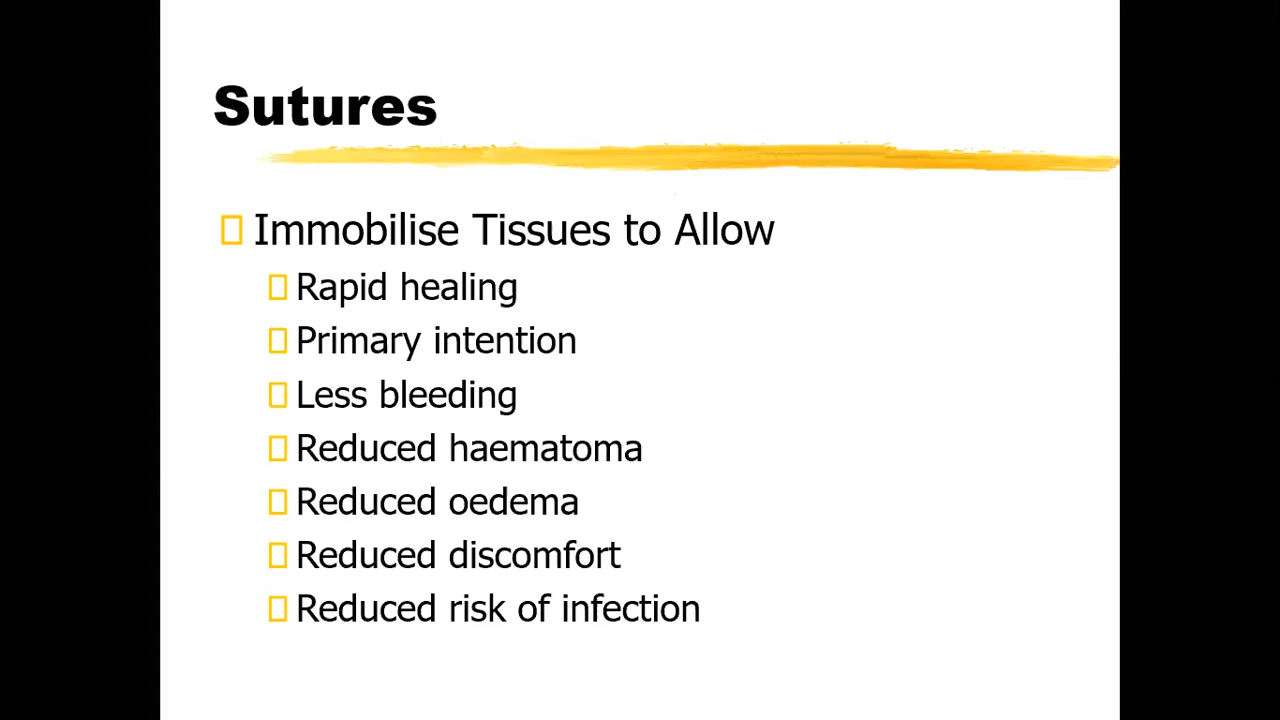 Sutures
Immobilise Tissues to Allow
Rapid healing
Primary intention
Less bleeding
Reduced haematoma
Reduced oedema
Reduced discomfort
Reduced risk of infection